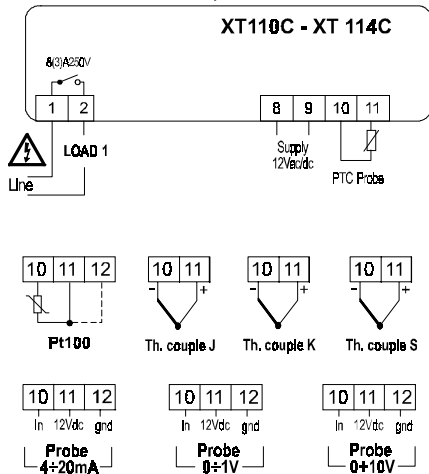 XT110C - XT 114C
8(3)A250V
1 2 8 9 10 11
LOAD 1
Line
Supply
12Vac/dc
PTC Probe
10 11 12 10 11 10 11 10 11
- + - + - +
Pt100 Th. couple J Th. couple K Th. couple S
10 11 12 10 11 12 10 11 12
In 12Vdc gnd In 12Vdc gnd In 12Vdc gnd
Probe Probe Probe
4÷20mA 0÷1V 0+10V